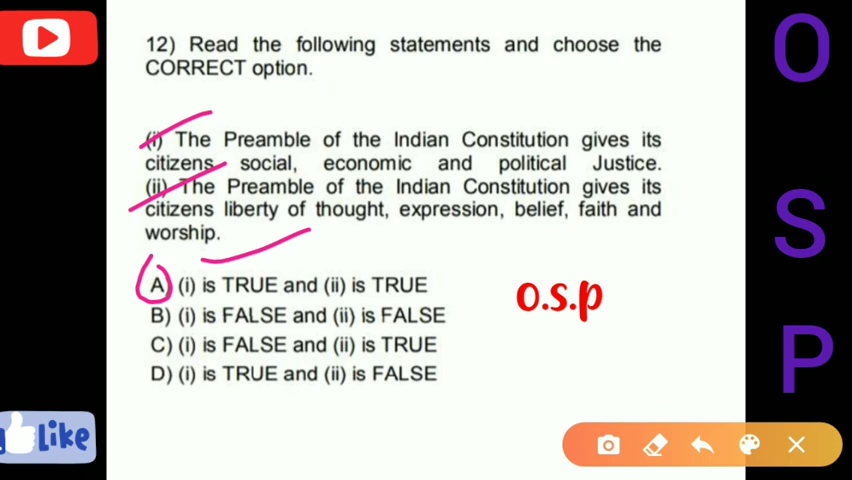 12) Read the following statements and choose the
CORRECT option.
(i) The Preamble of the Indian Constitution gives its
citizens social, economic and political Justice.
(ii) The Preamble of the Indian Constitution gives its
citizens liberty of thought, expression, belief, faith and
worship.
A) (i) is TRUE and (ii) is TRUE
B) (i) is FALSE and (ii) is FALSE
C) (i) is FALSE and (ii) is TRUE
D) (i) is TRUE and (ii) is FALSE
o.s.p
O
S
P
Like